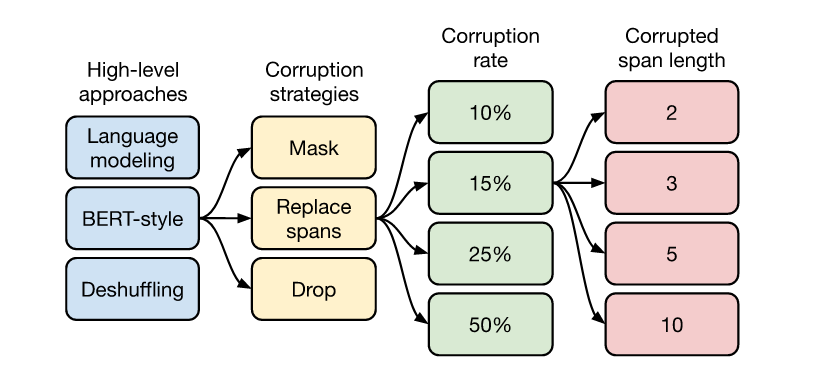 High-level
approaches
Language
modeling
BERT-style
Deshuffling
Corruption
strategies
Mask
Replace
spans
Drop
Corruption
rate
10%
15%
25%
50%
Corrupted
span length
2
3
5
10